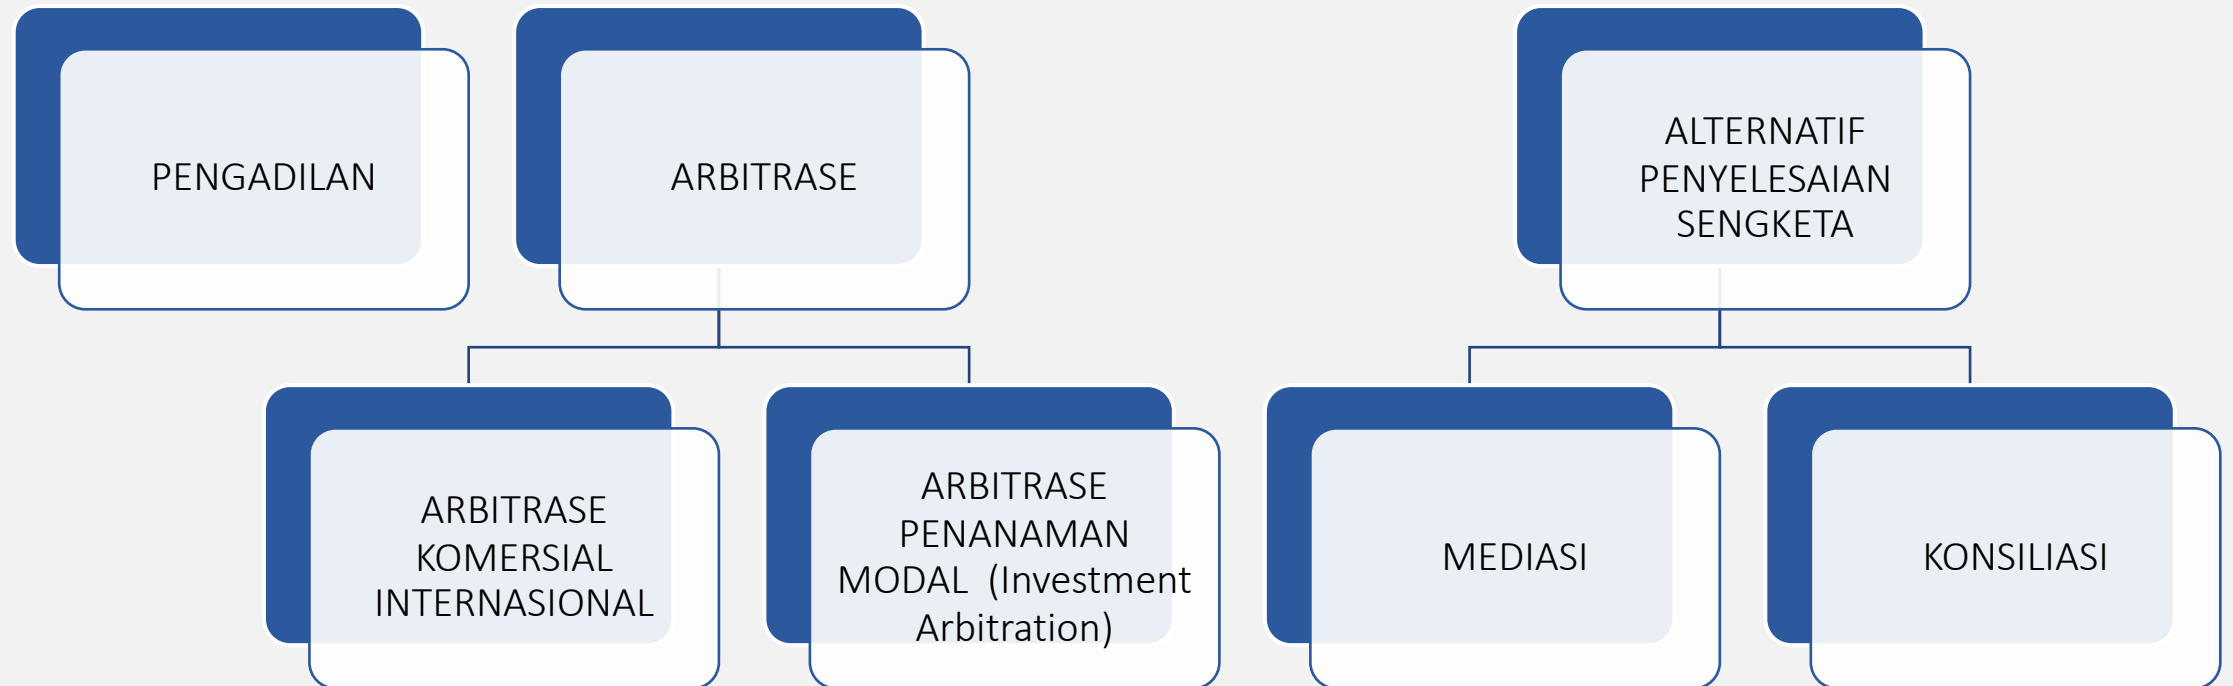 PENGADILAN
ARBITRASE
ALTERNATIF
PENYELESAIAN
SENGKETA
ARBITRASE
KOMERSIAL
INTERNASIONAL
ARBITRASE
PENANAMAN
MODAL (Investment
Arbitration)
MEDIASI
KONSILIASI